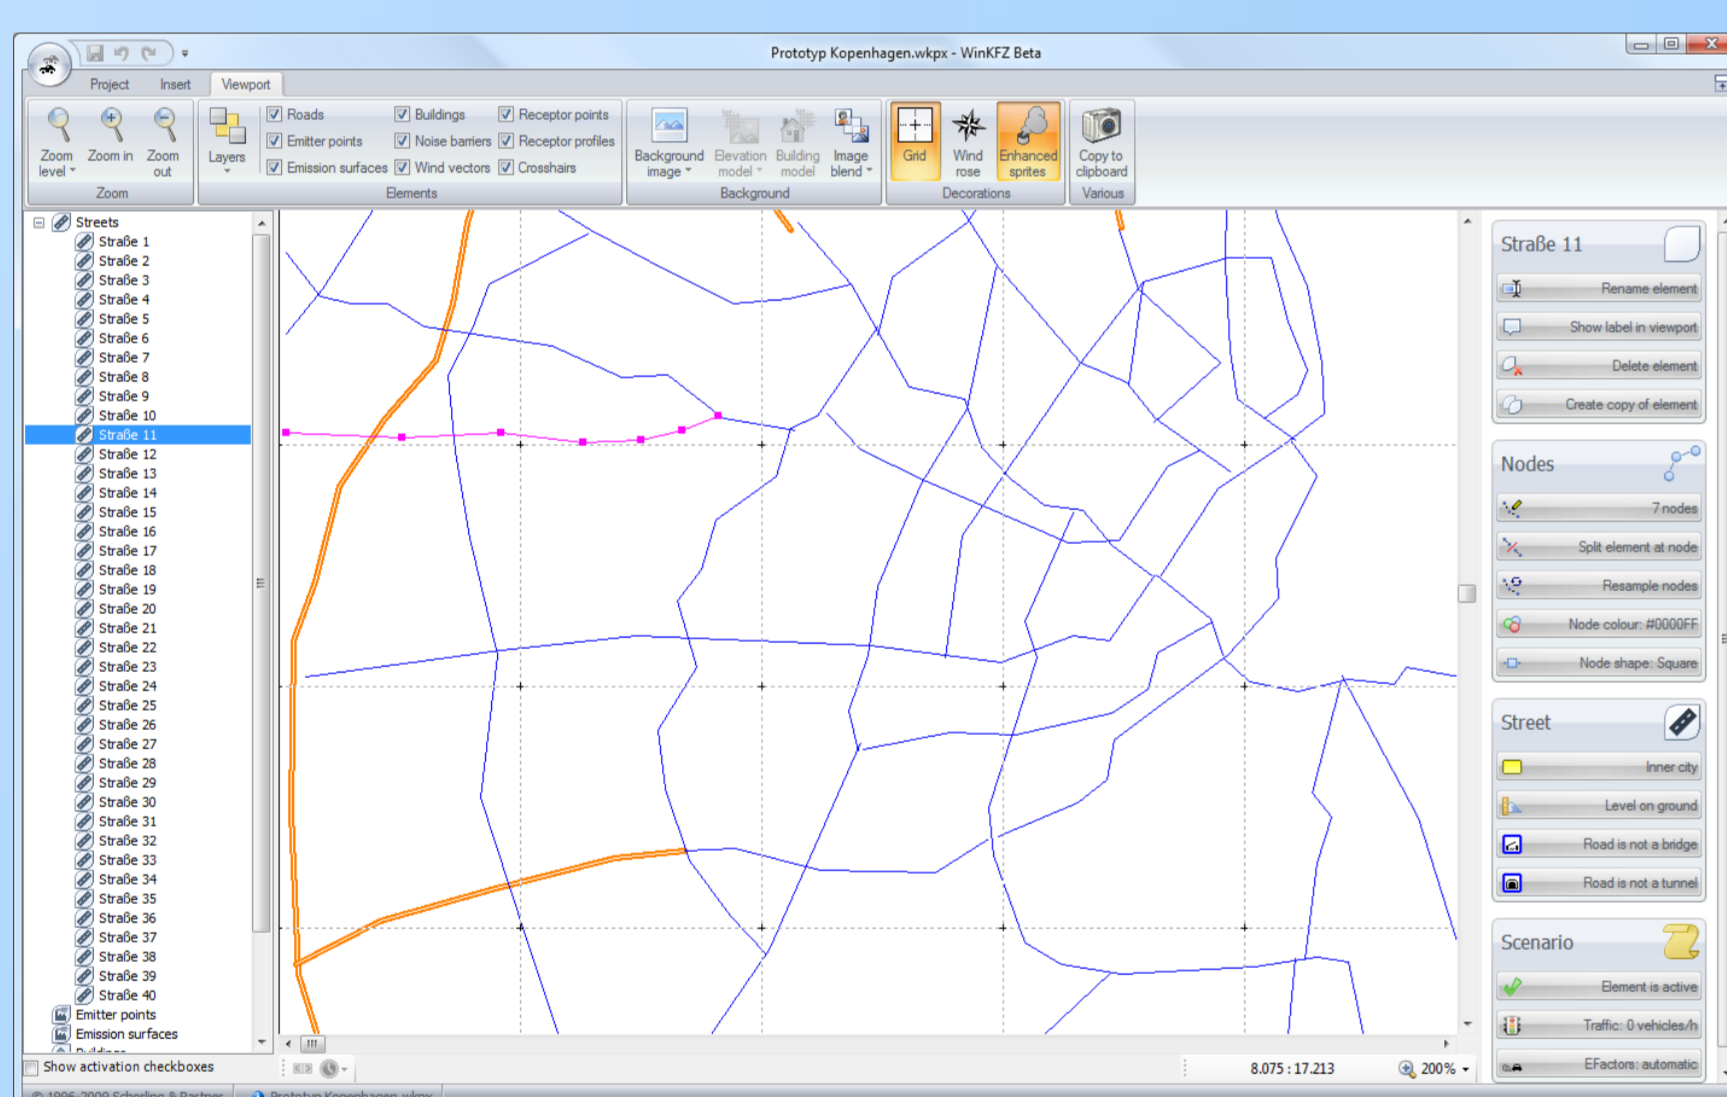 Prototyp Kopenhagen.wkpx - WinKFZ Beta
Project Insert Viewport
Zoom level
Zoom in
Zoom out
Zoom
Layers
Roads
Emitter points
Emission surfaces
Buildings
Noise barriers
Wind vectors
Receptor points
Receptor profiles
Crosshairs
Elements
Background image
Elevation model
Building model
Image blend
Background
Grid
Wind rose
Enhanced sprites
Decorations
Copy to clipboard
Various
Streets
Straße 1
Straße 2
Straße 3
Straße 4
Straße 5
Straße 6
Straße 7
Straße 8
Straße 9
Straße 10
Straße 11
Straße 12
Straße 13
Straße 14
Straße 15
Straße 16
Straße 17
Straße 18
Straße 19
Straße 20
Straße 21
Straße 22
Straße 23
Straße 24
Straße 25
Straße 26
Straße 27
Straße 28
Straße 29
Straße 30
Straße 31
Straße 32
Straße 33
Straße 34
Straße 35
Straße 36
Straße 37
Straße 38
Straße 39
Straße 40
Emitter points
Emission surfaces
Buildings
Show activation checkboxes
Straße 11
Rename element
Show label in viewport
Delete element
Create copy of element
Nodes
7 nodes
Split element at node
Resample nodes
Node colour: #0000FF
Node shape: Square
Street
Inner city
Level on ground
Road is not a bridge
Road is not a tunnel
Scenario
Element is active
Traffic: 0 vehicles/h
EFactors: automatic
8.075 : 17.213
200%
© 1996-2009 Schorling & Partner
Prototyp Kopenhagen.wkpx